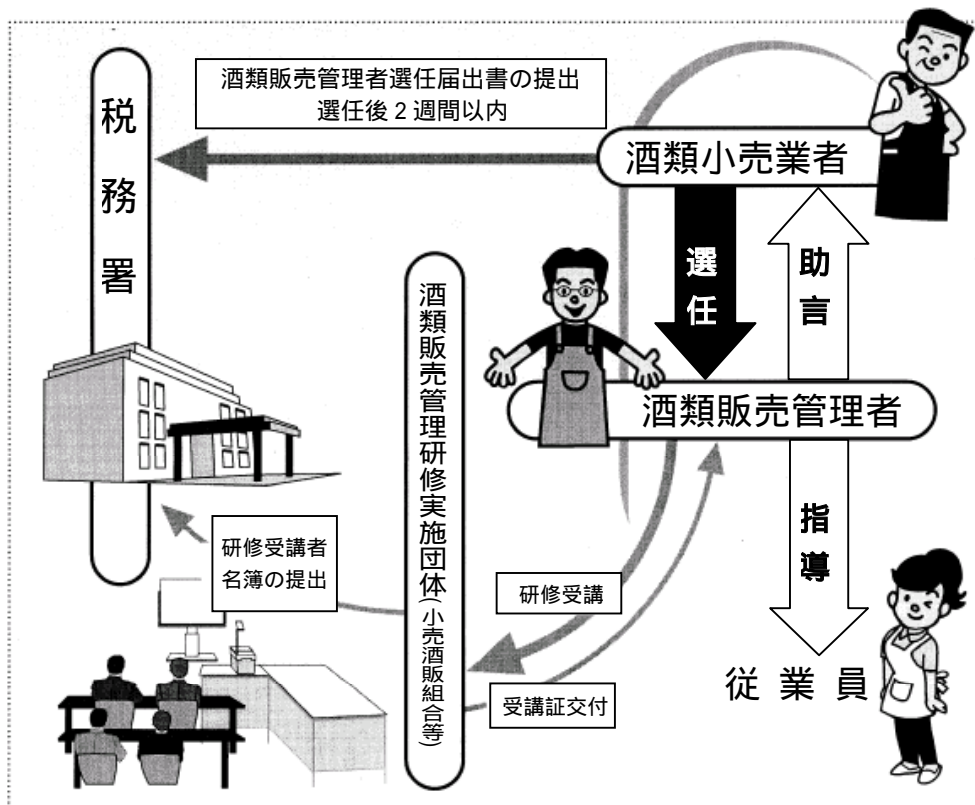 税務署
酒類販売管理者選任届出書の提出
選任後2週間以内
酒類小売業者
選任
助言
酒類販売管理者
酒類販売管理研修実施団体(小売酒販組合等)
研修受講者
名簿の提出
研修受講
受講証交付
指導
従業員